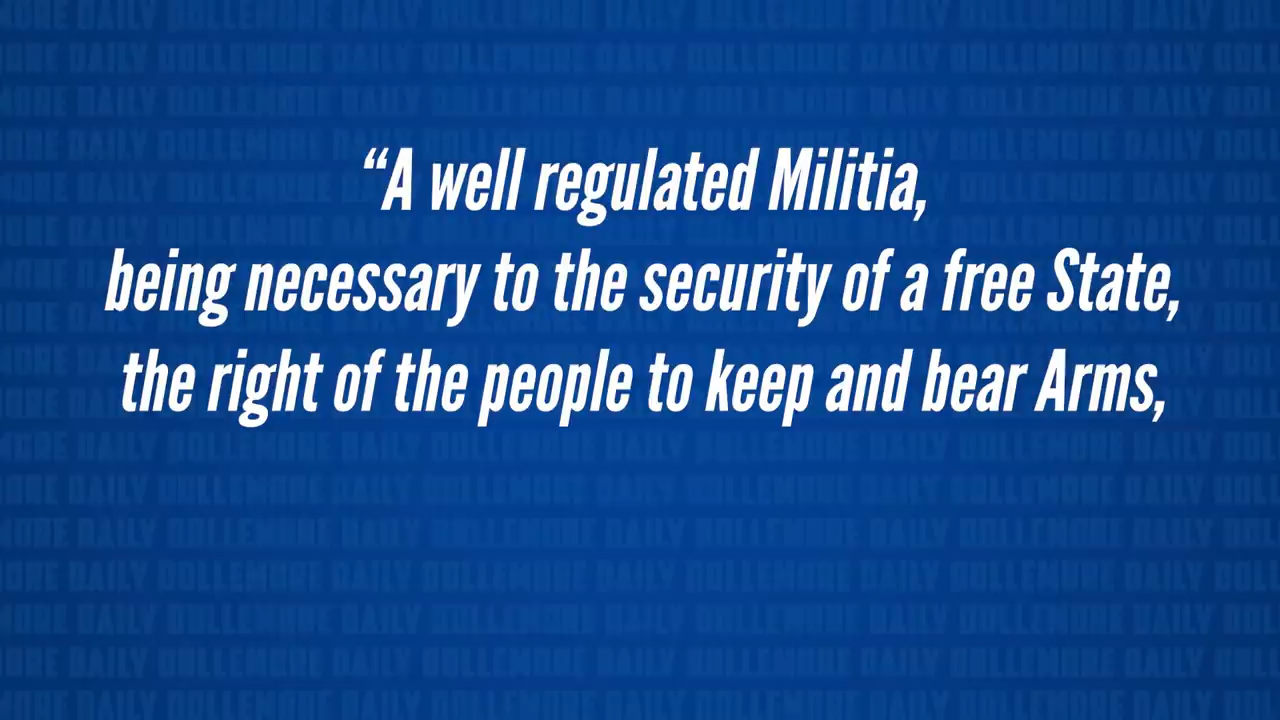 “A well regulated Militia,
being necessary to the security of a free State,
the right of the people to keep and bear Arms,